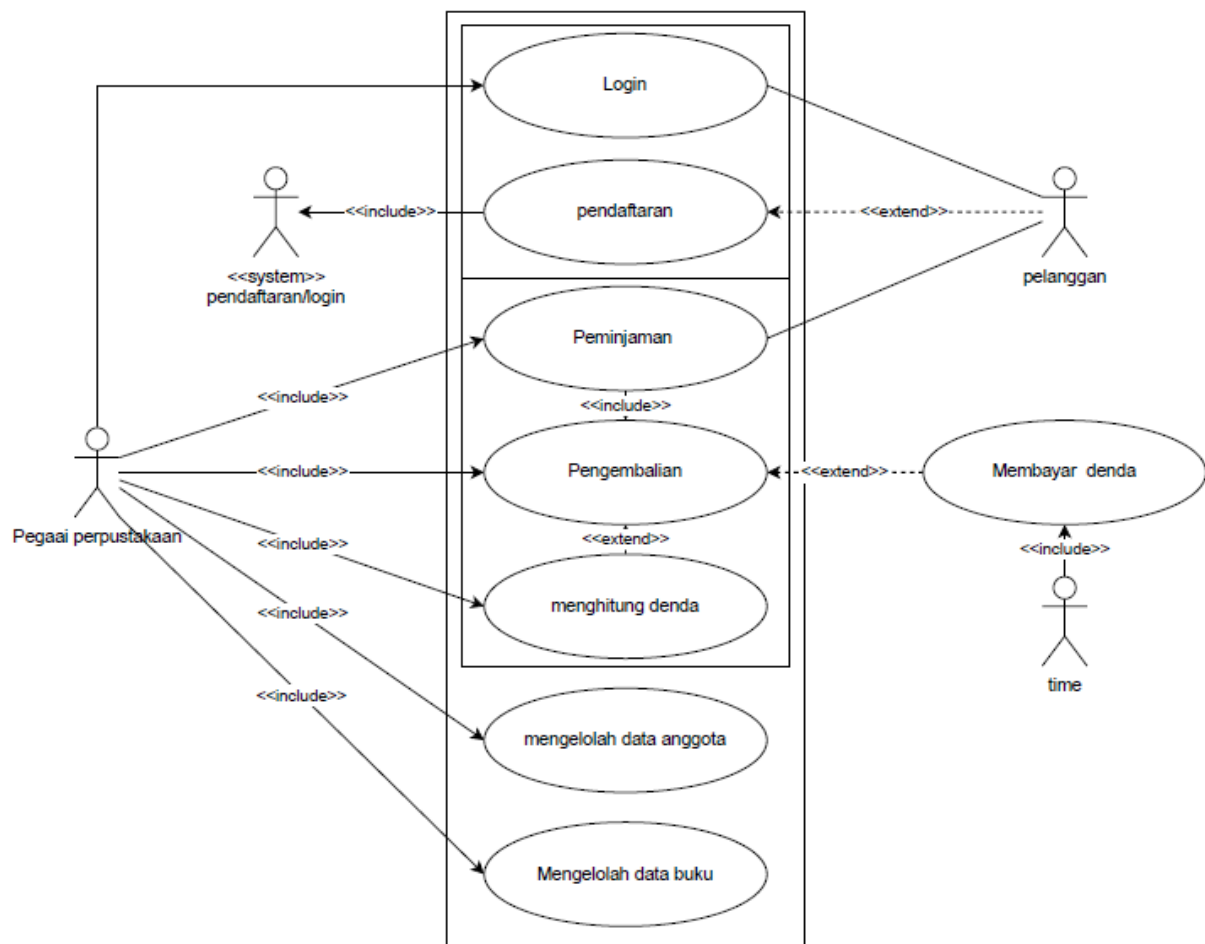 Login
pendaftaran
<<include>>
<<extend>>
<<system>>
pendaftaran/login
pelanggan
Peminjaman
<<include>>
<<include>>
Pegaai perpustakaan
<<include>>
Pengembalian
<<extend>>
Membayar denda
<<extend>>
<<include>>
<<include>>
menghitung denda
<<include>>
time
<<include>>
mengelolah data anggota
Mengelolah data buku